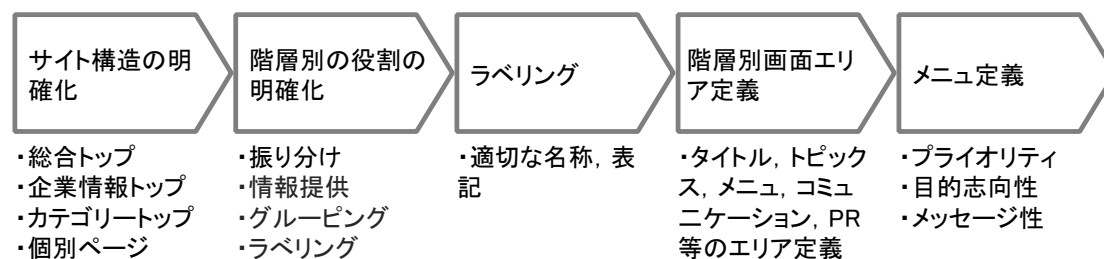 サイト構造の明
確化
・総合トップ
・企業情報トップ
・カテゴリートップ
・個別ページ
階層別の役割の
明確化
・振り分け
・情報提供
・グルーピング
・ラベリング
ラベリング
・適切な名称, 表
記
階層別画面エリ
ア定義
・タイトル, トピック
ス, メニュ, コミュ
ニケーション, PR
等のエリア定義
メニュ定義
・プライオリティ
・目的志向性
・メッセージ性